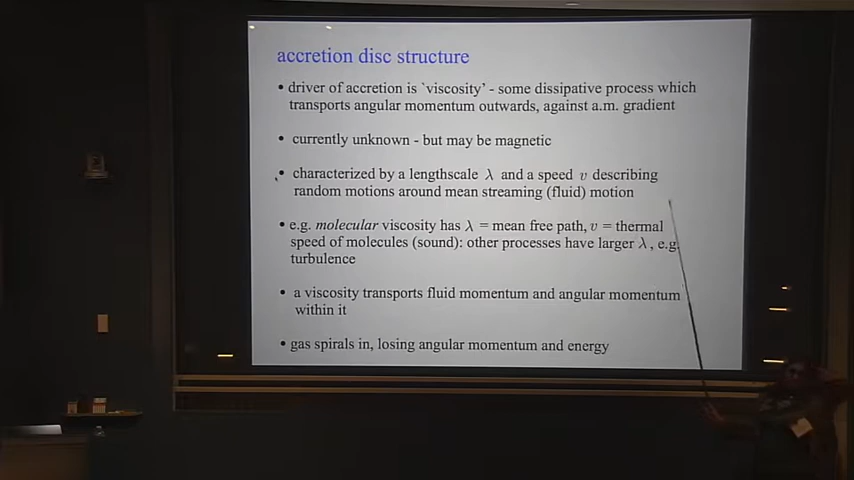 accretion disc structure
• driver of accretion is `viscosity' - some dissipative process which
transports angular momentum outwards, against a.m. gradient
• currently unknown - but may be magnetic
• characterized by a lengthscale λ and a speed v describing
random motions around mean streaming (fluid) motion
• e.g. molecular viscosity has λ = mean free path, v = thermal
speed of molecules (sound): other processes have larger λ , e.g.
turbulence
• a viscosity transports fluid momentum and angular momentum
within it
• gas spirals in, losing angular momentum and energy